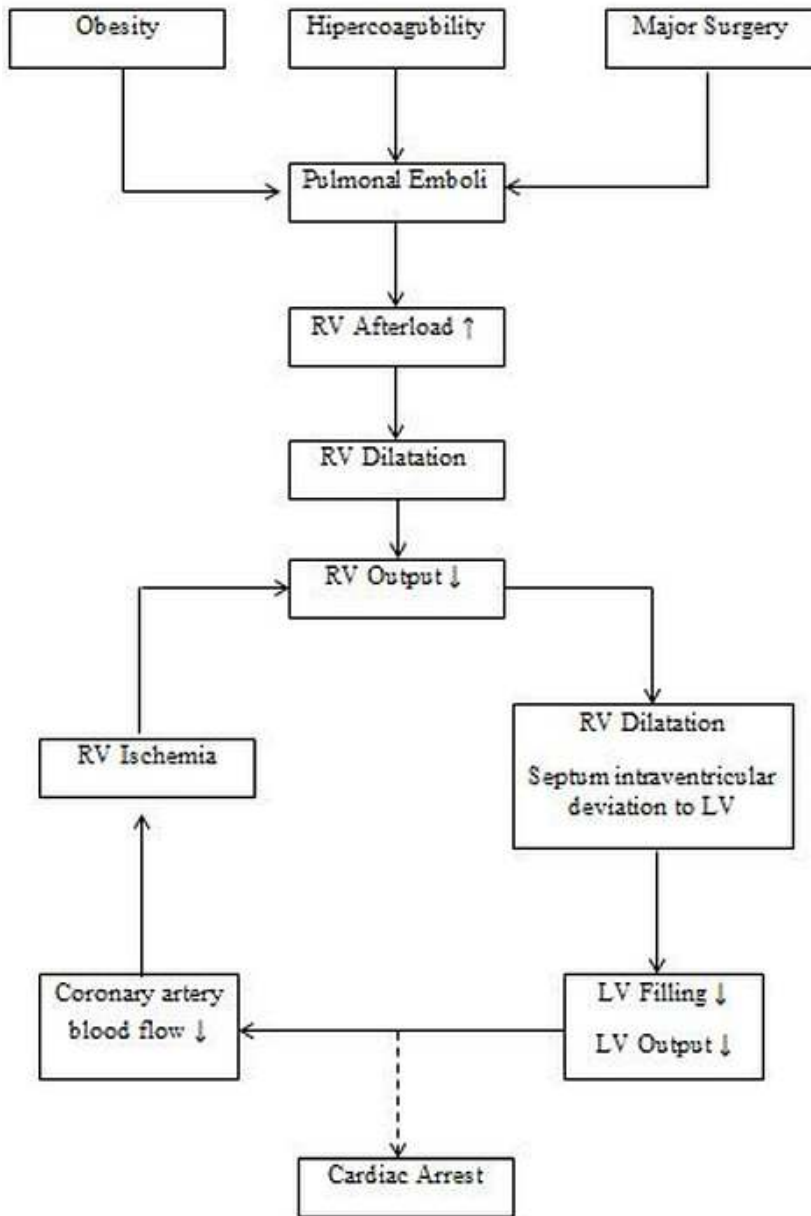 Obesity
Hipercoagubility
Major Surgery
Pulmonal Emboli
RV Afterload ↑
RV Dilatation
RV Output ↓
RV Ischemia
RV Dilatation
Septum intraventricular
deviation to LV
Coronary artery
blood flow ↓
LV Filling ↓
LV Output ↓
Cardiac Arrest